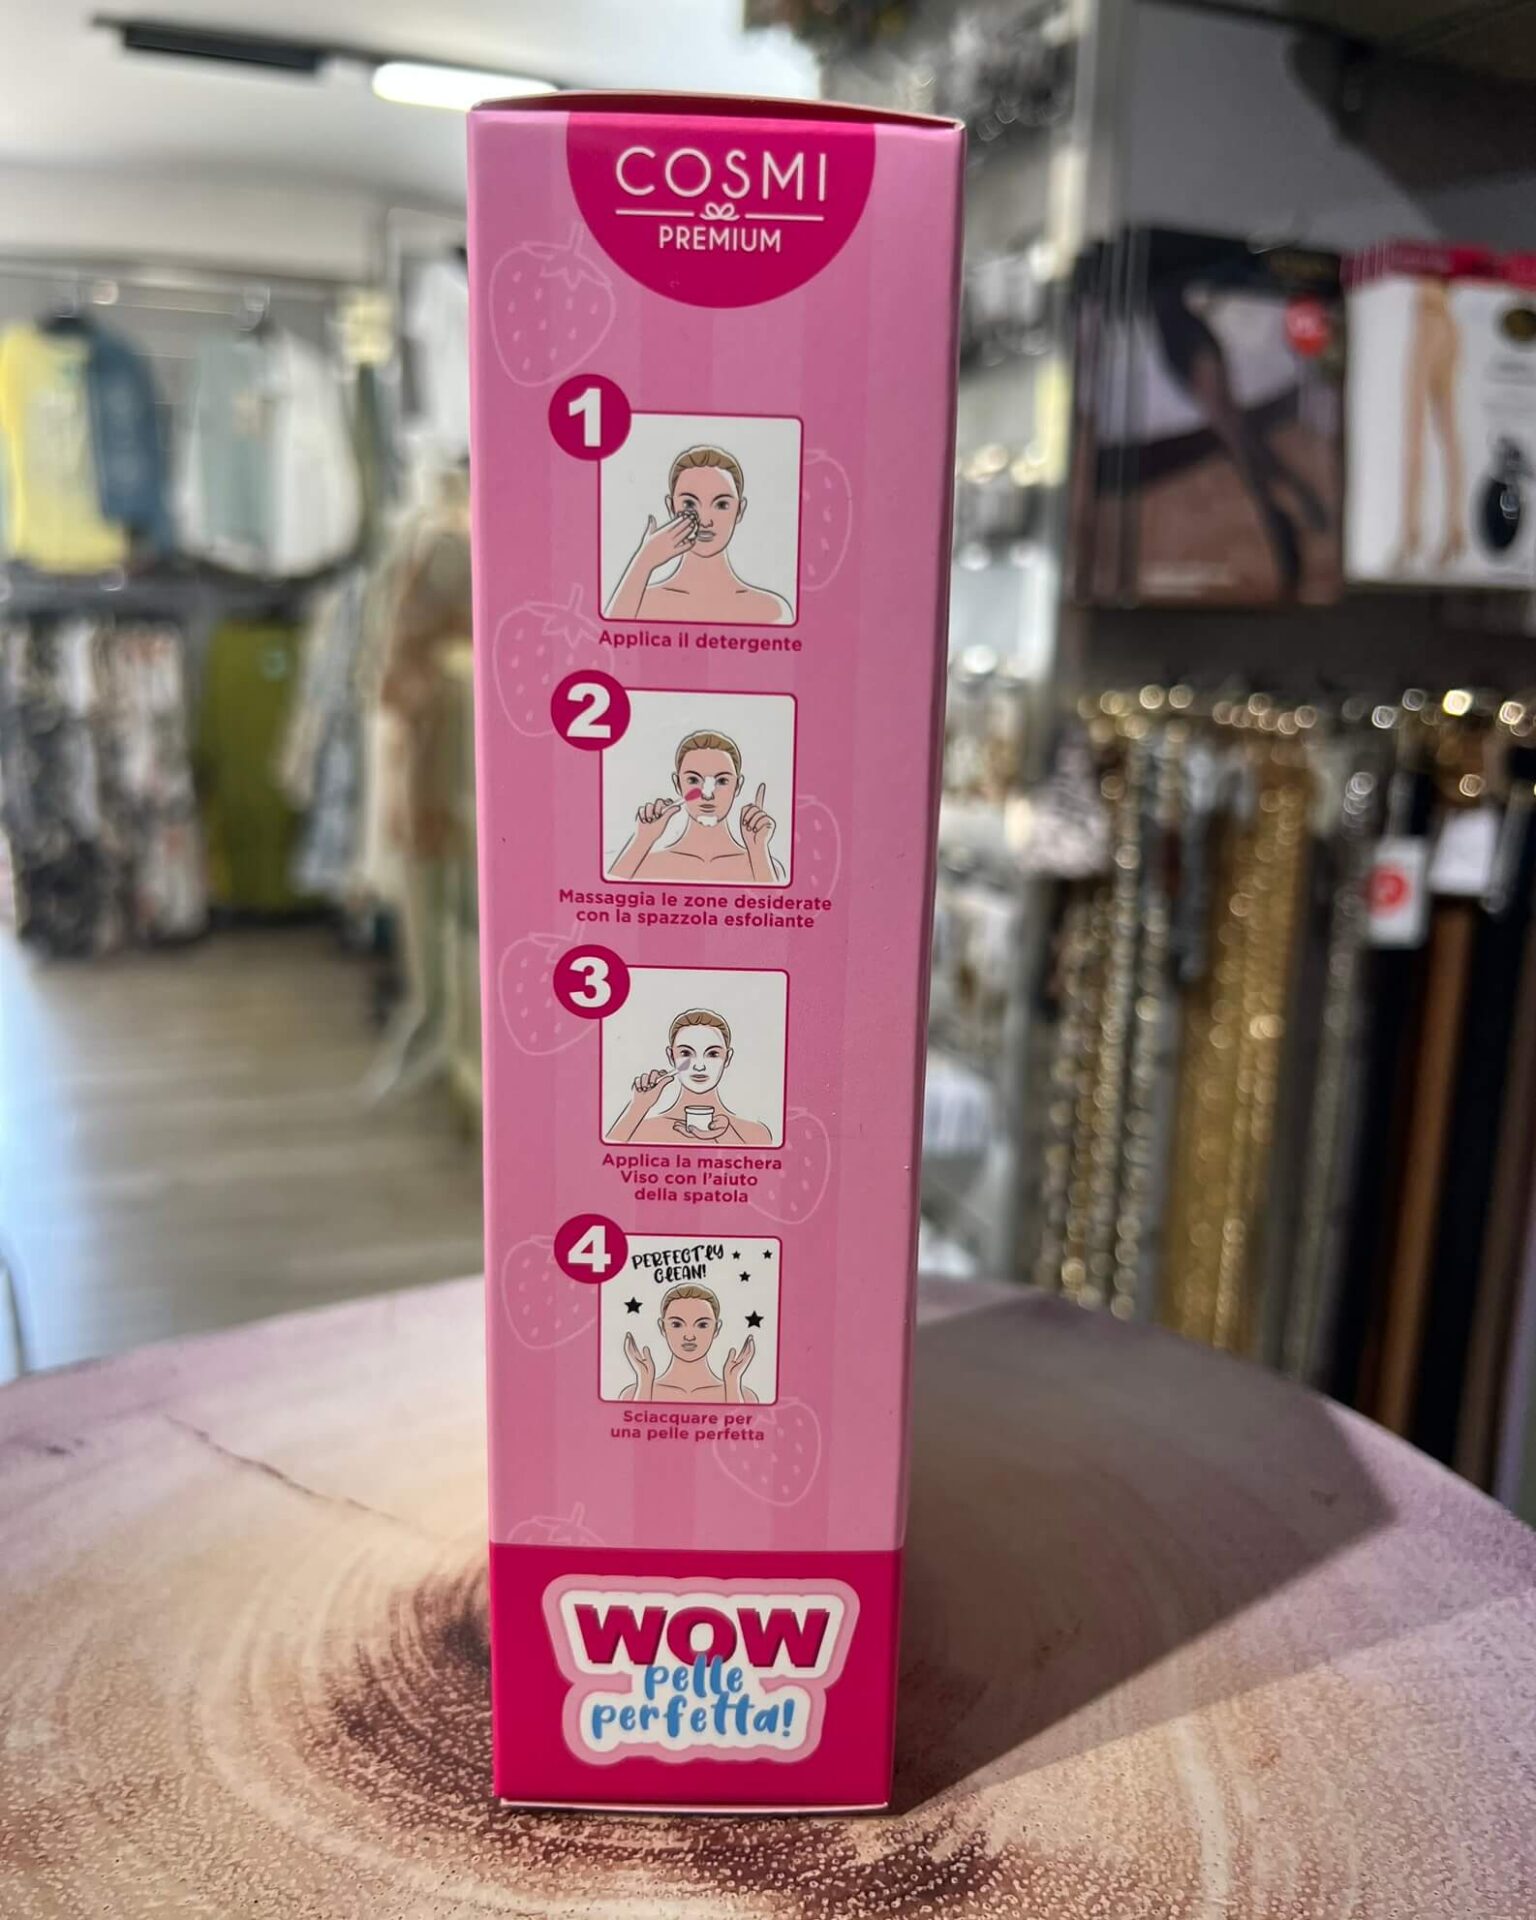 COSMI
PREMIUM
1
Applica il detergente
2
Massaggia le zone desiderate
con la spazzola esfoliante
3
Applica la maschera
Viso con l'aiuto
della spatola
4
PERFECTLY
CLEAN!
Sciacquare per
una pelle perfetta
WOW
pelle
perfetta!